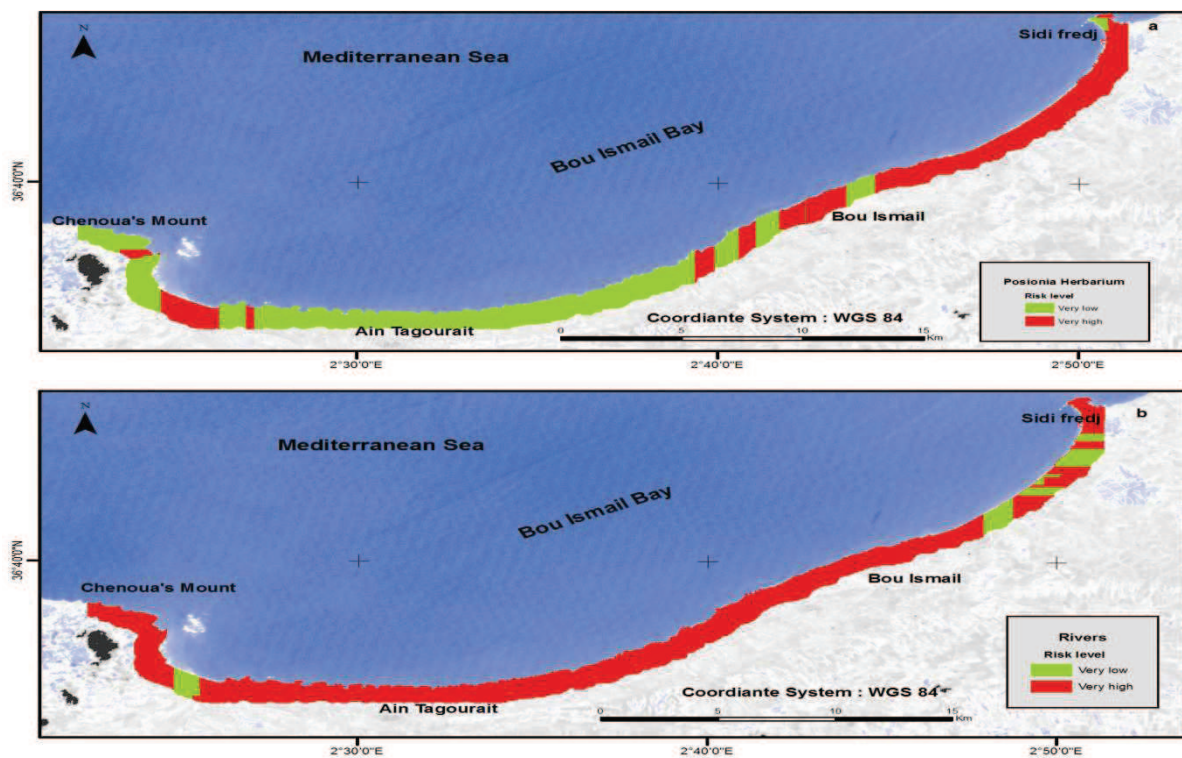 N
Mediterranean Sea
Sidi fredj
a
Bou Ismail Bay
36°40'0"N
Chenoua's Mount
Bou Ismail
Posionia Herbarium
Risk level
Very low
Very high
Ain Tagourait
Coordiante System : WGS 84
0 5 10 15
Km
2°30'0"E 2°40'0"E 2°50'0"E
N
b
Sidi fredj
Mediterranean Sea
Bou Ismail Bay
36°40'0"N
Chenoua's Mount
Bou Ismail
Rivers
Risk level
Very low
Very high
Ain Tagourait
Coordiante System : WGS 84
0 5 10 15
Km
2°30'0"E 2°40'0"E 2°50'0"E